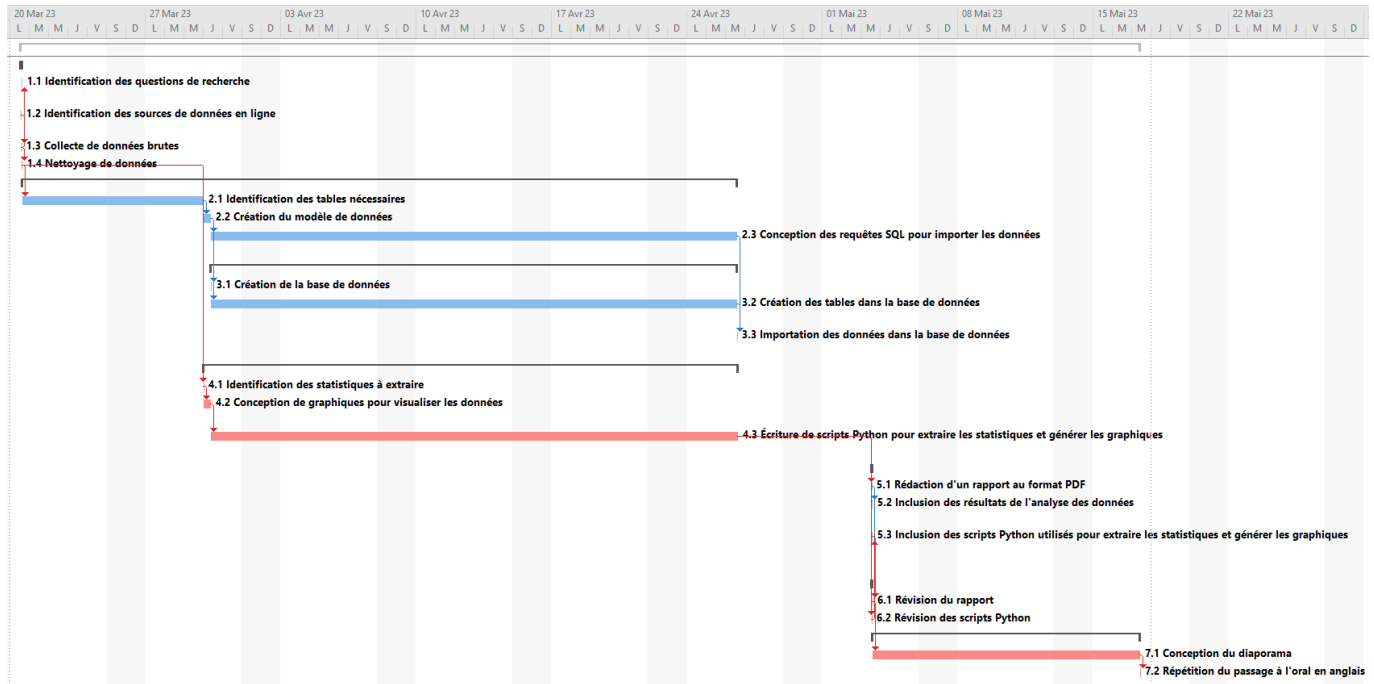 20 Mar 23 27 Mar 23 03 Avr 23 10 Avr 23 17 Avr 23 24 Avr 23 01 Mai 23 08 Mai 23 15 Mai 23 22 Mai 23
L M M J V S D L M M J V S D L M M J V S D L M M J V S D L M M J V S D L M M J V S D L M M J V S D L M M J V S D L M M J V S D L M M J V S D
1.1 Identification des questions de recherche
1.2 Identification des sources de données en ligne
1.3 Collecte de données brutes
1.4 Nettoyage de données
2.1 Identification des tables nécessaires
2.2 Création du modèle de données
2.3 Conception des requêtes SQL pour importer les données
3.1 Création de la base de données
3.2 Création des tables dans la base de données
3.3 Importation des données dans la base de données
4.1 Identification des statistiques à extraire
4.2 Conception de graphiques pour visualiser les données
4.3 Écriture de scripts Python pour extraire les statistiques et générer les graphiques
5.1 Rédaction d'un rapport au format PDF
5.2 Inclusion des résultats de l'analyse des données
5.3 Inclusion des scripts Python utilisés pour extraire les statistiques et générer les graphiques
6.1 Révision du rapport
6.2 Révision des scripts Python
7.1 Conception du diaporama
7.2 Répétition du passage à l'oral en anglais